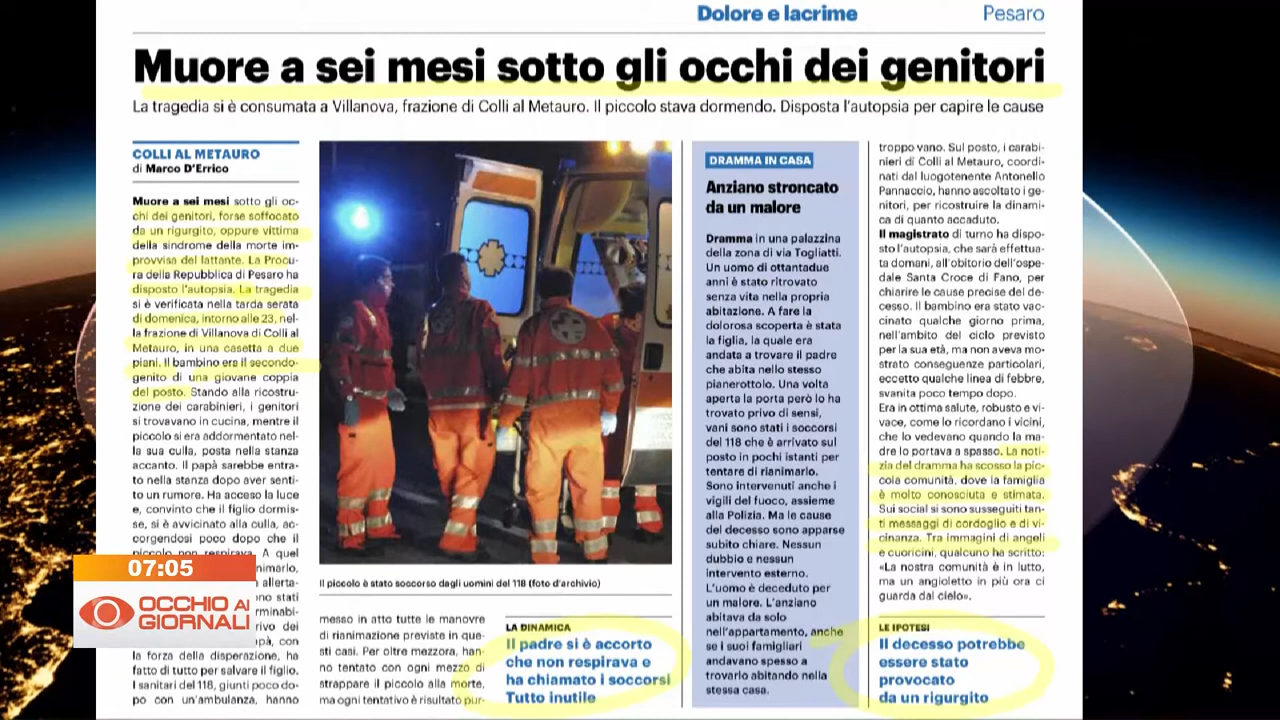 Dolore e lacrime
Pesaro
Muore a sei mesi sotto gli occhi dei genitori
La tragedia si è consumata a Villanova, frazione di Colli al Metauro. Il piccolo stava dormendo. Disposta l'autopsia per capire le cause
COLLI AL METAURO
di Marco D'Errico
Muore a sei mesi sotto gli oc-
chi dei genitori, forse soffocato
da un rigurgito, oppure vittima
della sindrome della morte im-
provvisa del lattante. La Procu-
ra della Repubblica di Pesaro ha
disposto l'autopsia. La tragedia
si è verificata nella tarda serata
di domenica, intorno alle 23, nel-
la frazione di Villanova di Colli al
Metauro, in una casetta a due
piani. Il bambino era il secondo-
genito di una giovane coppia
del posto. Stando alla ricostru-
zione dei carabinieri, i genitori
si trovavano in cucina, mentre il
piccolo si era addormentato nel-
la sua culla, posta nella stanza
accanto. Il papà sarebbe entra-
to nella stanza dopo aver senti-
to un rumore. Ha acceso la luce
e, convinto che il figlio dormis-
se, si è avvicinato alla culla, ac-
corgendosi poco dopo che il
piccolo non respirava. A quel
nimarlo,
allerta-
ono stati
rminabi-
rivo dei
pà, con
la forza della disperazione, ha
fatto di tutto per salvare il figlio.
I sanitari del 118, giunti poco do-
po con un'ambulanza, hanno
Il piccolo è stato soccorso dagli uomini del 118 (foto d'archivio)
messo in atto tutte le manovre
di rianimazione previste in que-
sti casi. Per oltre mezzora, han-
no tentato con ogni mezzo di
strappare il piccolo alla morte,
ma ogni tentativo è risultato pur-
LA DINAMICA
Il padre si è accorto
che non respirava e
ha chiamato i soccorsi
Tutto inutile
DRAMMA IN CASA
Anziano stroncato
da un malore
Dramma in una palazzina
della zona di via Togliatti.
Un uomo di ottantadue
anni è stato ritrovato
senza vita nella propria
abitazione. A fare la
dolorosa scoperta è stata
la figlia, la quale era
andata a trovare il padre
che abita nello stesso
pianerottolo. Una volta
aperta la porta però lo ha
trovato privo di sensi,
vani sono stati i soccorsi
del 118 che è arrivato sul
posto in pochi istanti per
tentare di rianimarlo.
Sono intervenuti anche i
vigili del fuoco, assieme
alla Polizia. Ma le cause
del decesso sono apparse
subito chiare. Nessun
dubbio e nessun
intervento esterno.
L'uomo è deceduto per
un malore. L'anziano
abitava da solo
nell'appartamento, anche
se i suoi famigliari
andavano spesso a
trovarlo abitando nella
stessa casa.
troppo vano. Sul posto, i carabi-
nieri di Colli al Metauro, coordi-
nati dal luogotenente Antonello
Pannaccio, hanno ascoltato i ge-
nitori, per ricostruire la dinami-
ca di quanto accaduto.
Il magistrato di turno ha dispo-
sto l'autopsia, che sarà effettua-
ta domani, all'obitorio dell'ospe-
dale Santa Croce di Fano, per
chiarire le cause precise del de-
cesso. Il bambino era stato vac-
cinato qualche giorno prima,
nell'ambito del ciclo previsto
per la sua età, ma non aveva mo-
strato conseguenze particolari,
eccetto qualche linea di febbre,
svanita poco tempo dopo.
Era in ottima salute, robusto e vi-
vace, come lo ricordano i vicini,
che lo vedevano quando la ma-
dre lo portava a spasso. La noti-
zia del dramma ha scosso la pic-
cola comunità, dove la famiglia
è molto conosciuta e stimata.
Sui social si sono susseguiti tan-
ti messaggi di cordoglio e di vi-
cinanza. Tra immagini di angeli
e cuoricini, qualcuno ha scritto:
«La nostra comunità è in lutto,
ma un angioletto in più ora ci
guarda dal cielo».
LE IPOTESI
Il decesso potrebbe
essere stato
provocato
da un rigurgito
07:05
OCCHIO AI
GIORNALI